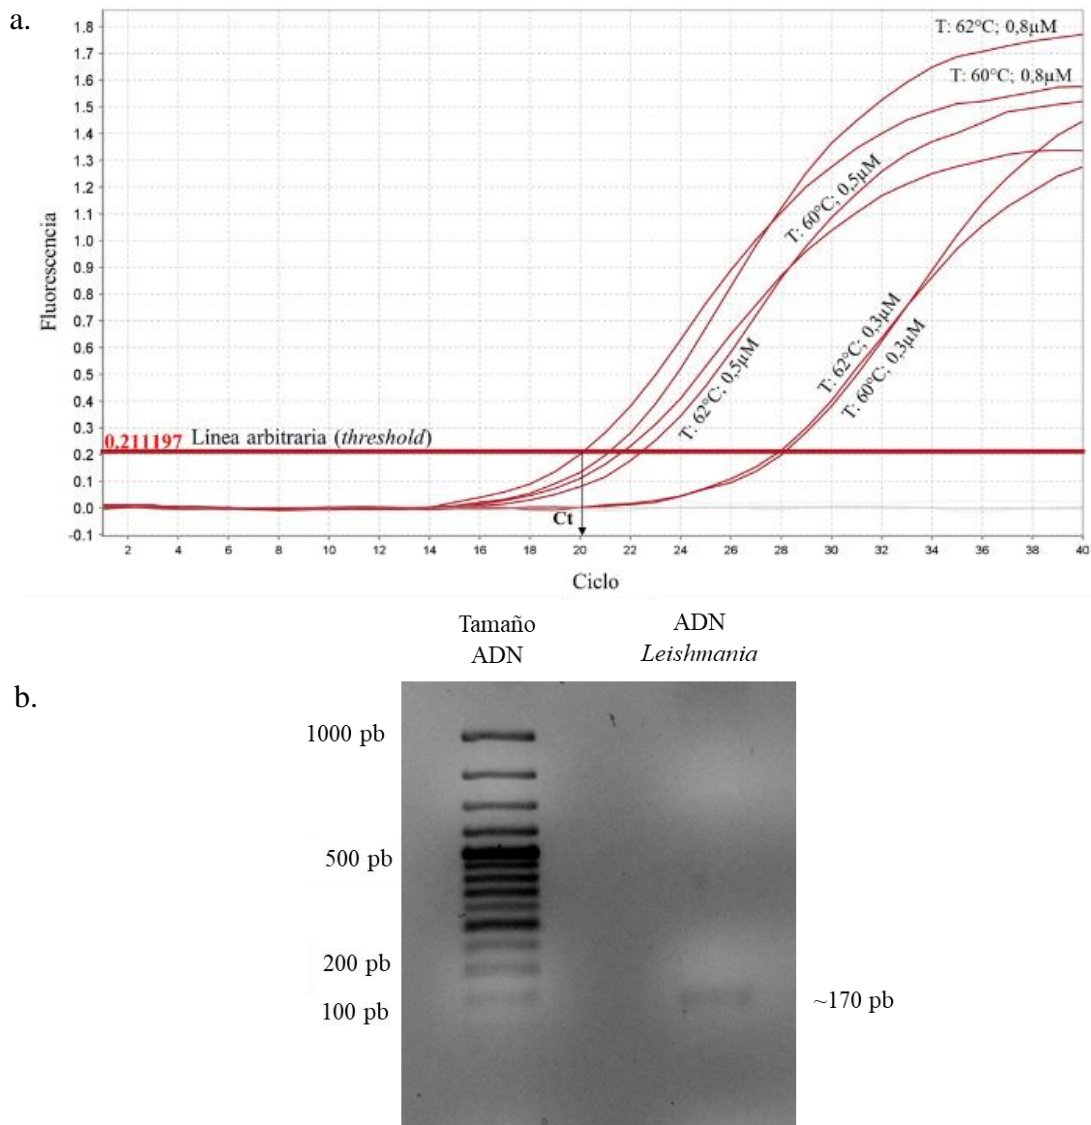 a.
1.8
1.7
1.6
1.5
1.4
1.3
1.2
1.1
1.0
0.9
0.8
0.7
0.6
0.5
0.4
0.3
0.2
0.1
0.0
-0.1
Fluorescencia
T: 62°C; 0,8µM
T: 60°C; 0,8µM
T: 60°C; 0,5µM
T: 62°C; 0,5µM
T: 62°C; 0,3µM
T: 60°C; 0,3µM
0.211197 Línea arbitraria (threshold)
Ct
2 4 6 8 10 12 14 16 18 20 22 24 26 28 30 32 34 36 38 40
Ciclo
Tamaño
ADN
ADN
Leishmania
b.
1000 pb
500 pb
200 pb
100 pb
~170 pb